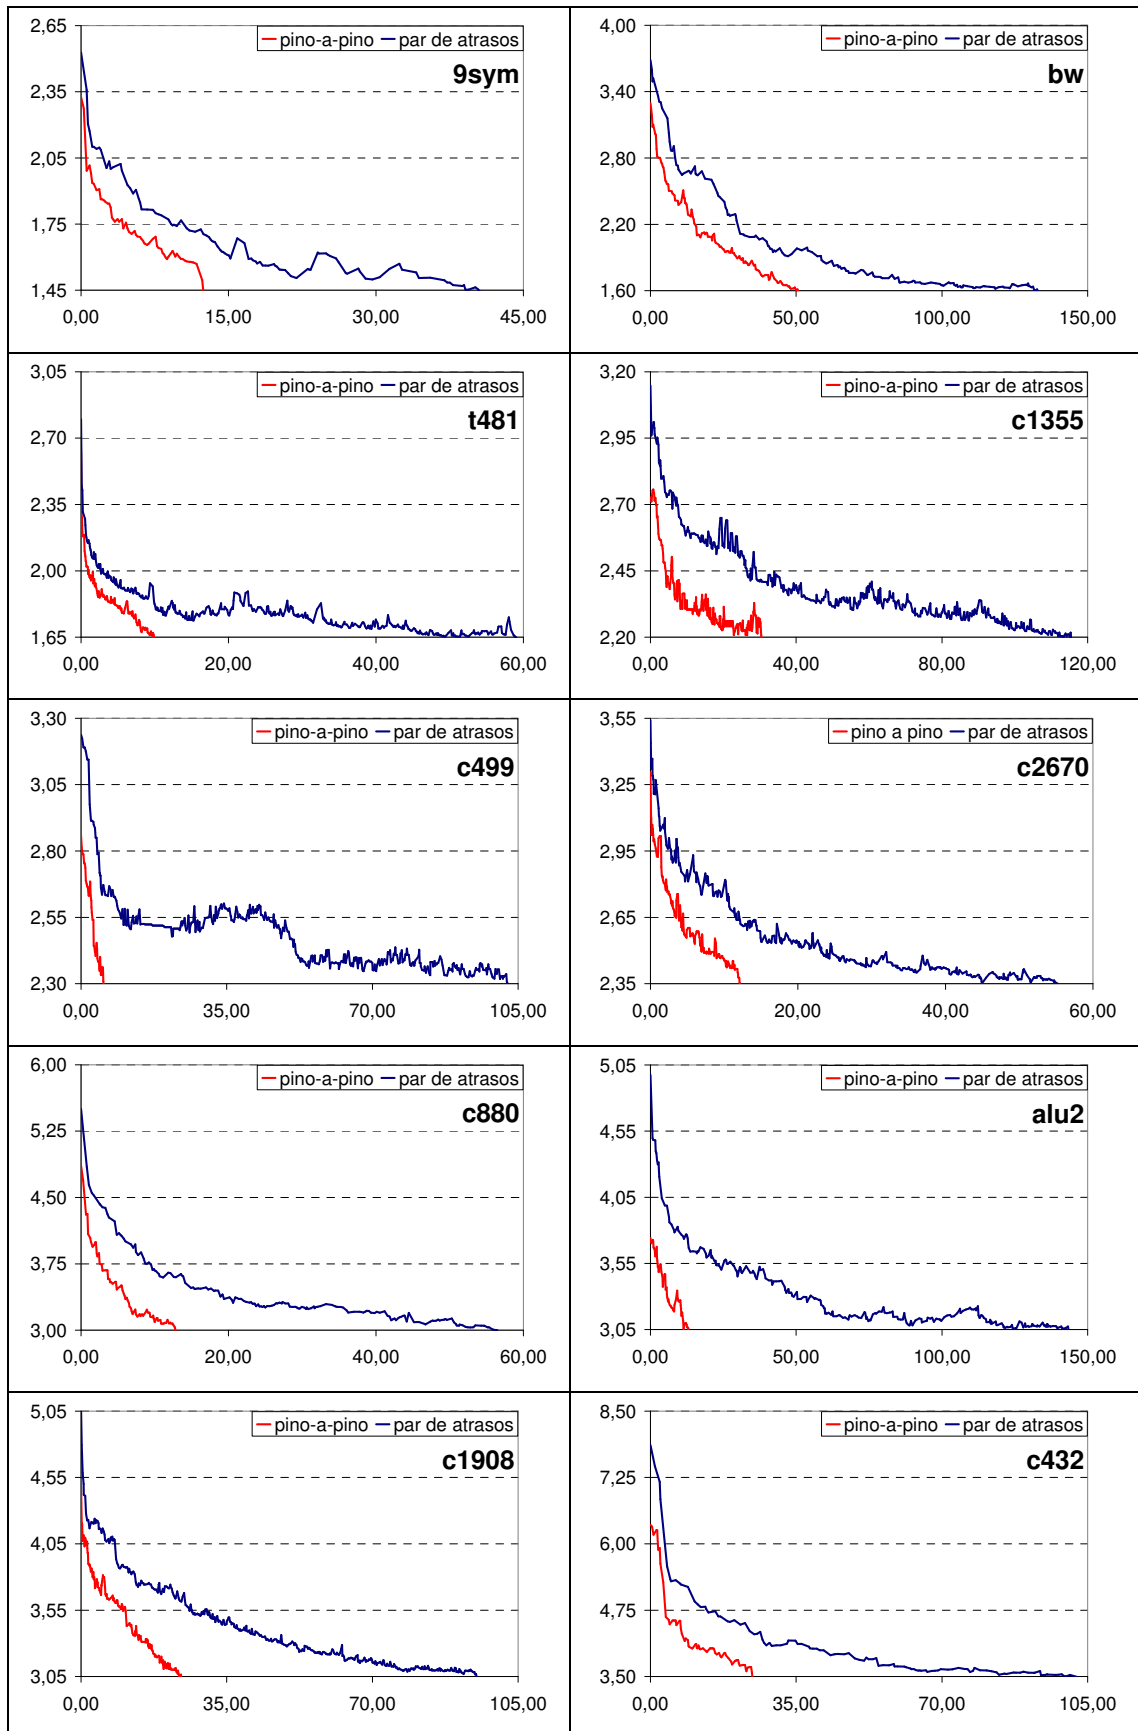 2,65
pino-a-pino par de atrasos
9sym
2,35
2,05
1,75
1,45
0,00 15,00 30,00 45,00
4,00
pino-a-pino par de atrasos
bw
3,40
2,80
2,20
1,60
0,00 50,00 100,00 150,00
3,05
pino-a-pino par de atrasos
t481
2,70
2,35
2,00
1,65
0,00 20,00 40,00 60,00
3,20
pino-a-pino par de atrasos
c1355
2,95
2,70
2,45
2,20
0,00 40,00 80,00 120,00
3,30
pino-a-pino par de atrasos
c499
3,05
2,80
2,55
2,30
0,00 35,00 70,00 105,00
3,55
pino a pino par de atrasos
c2670
3,25
2,95
2,65
2,35
0,00 20,00 40,00 60,00
6,00
pino-a-pino par de atrasos
c880
5,25
4,50
3,75
3,00
0,00 20,00 40,00 60,00
5,05
pino-a-pino par de atrasos
alu2
4,55
4,05
3,55
3,05
0,00 50,00 100,00 150,00
5,05
pino-a-pino par de atrasos
c1908
4,55
4,05
3,55
3,05
0,00 35,00 70,00 105,00
8,50
pino-a-pino par de atrasos
c432
7,25
6,00
4,75
3,50
0,00 35,00 70,00 105,00